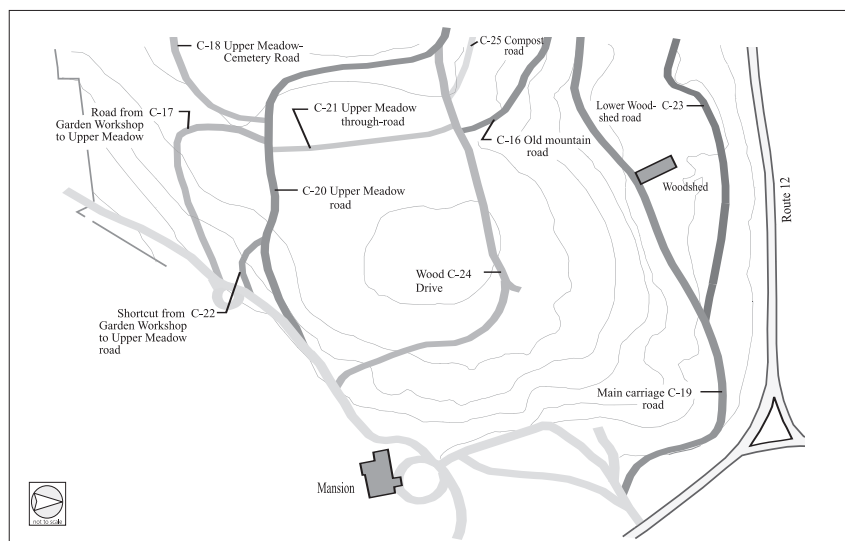 C-18 Upper Meadow-
Cemetery Road
C-25 Compost
road
Road from C-17
Garden Workshop
to Upper Meadow
C-21 Upper Meadow
through-road
Lower Wood- C-23
shed road
C-16 Old mountain
road
C-20 Upper Meadow
road
Woodshed
Route 12
Wood C-24
Drive
Shortcut from C-22
Garden Workshop
to Upper Meadow
road
Main carriage C-19
road
Mansion
not to scale